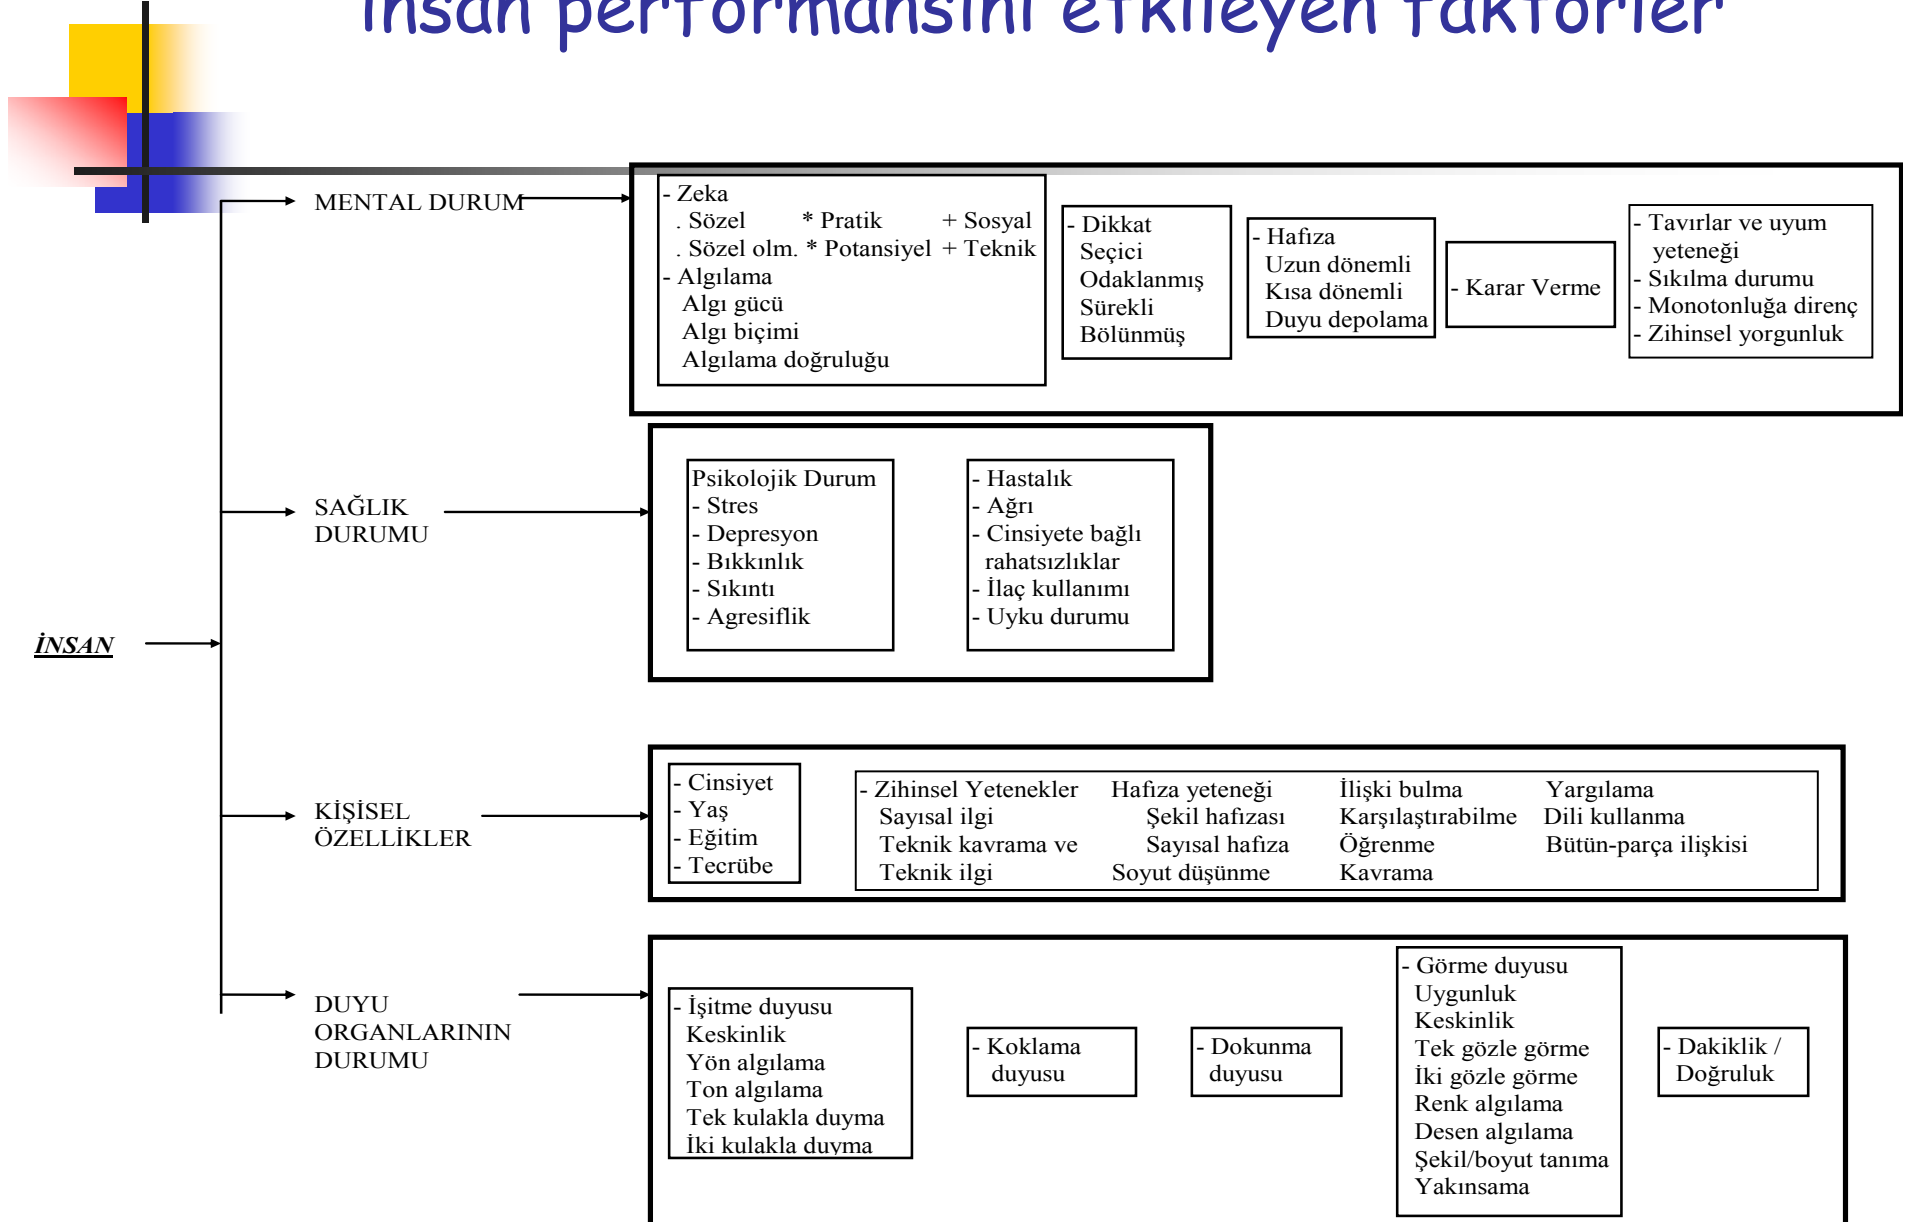 insan performansını etkileyen faktörler
MENTAL DURUM
- Zeka
. Sözel * Pratik + Sosyal
. Sözel olm. * Potansiyel + Teknik
- Algılama
Algı gücü
Algı biçimi
Algılama doğruluğu
- Dikkat
Seçici
Odaklanmış
Sürekli
Bölünmüş
- Hafıza
Uzun dönemli
Kısa dönemli
Duyu depolama
- Karar Verme
- Tavırlar ve uyum
yeteneği
- Sıkılma durumu
- Monotonluğa direnç
- Zihinsel yorgunluk
SAĞLIK
DURUMU
Psikolojik Durum
- Stres
- Depresyon
- Bıkkınlık
- Sıkıntı
- Agresiflik
- Hastalık
- Ağrı
- Cinsiyete bağlı
rahatsızlıklar
- İlaç kullanımı
- Uyku durumu
İNSAN
KİŞİSEL
ÖZELLİKLER
- Cinsiyet
- Yaş
- Eğitim
- Tecrübe
- Zihinsel Yetenekler Hafıza yeteneği İlişki bulma Yargılama
Sayısal ilgi Şekil hafızası Karşılaştırabilme Dili kullanma
Teknik kavrama ve Sayısal hafıza Öğrenme Bütün-parça ilişkisi
Teknik ilgi Soyut düşünme Kavrama
DUYU
ORGANLARININ
DURUMU
- İşitme duyusu
Keskinlik
Yön algılama
Ton algılama
Tek kulakla duyma
İki kulakla duyma
- Koklama
duyusu
- Dokunma
duyusu
- Görme duyusu
Uygunluk
Keskinlik
Tek gözle görme
İki gözle görme
Renk algılama
Desen algılama
Şekil/boyut tanıma
Yakınsama
- Dakiklik /
Doğruluk